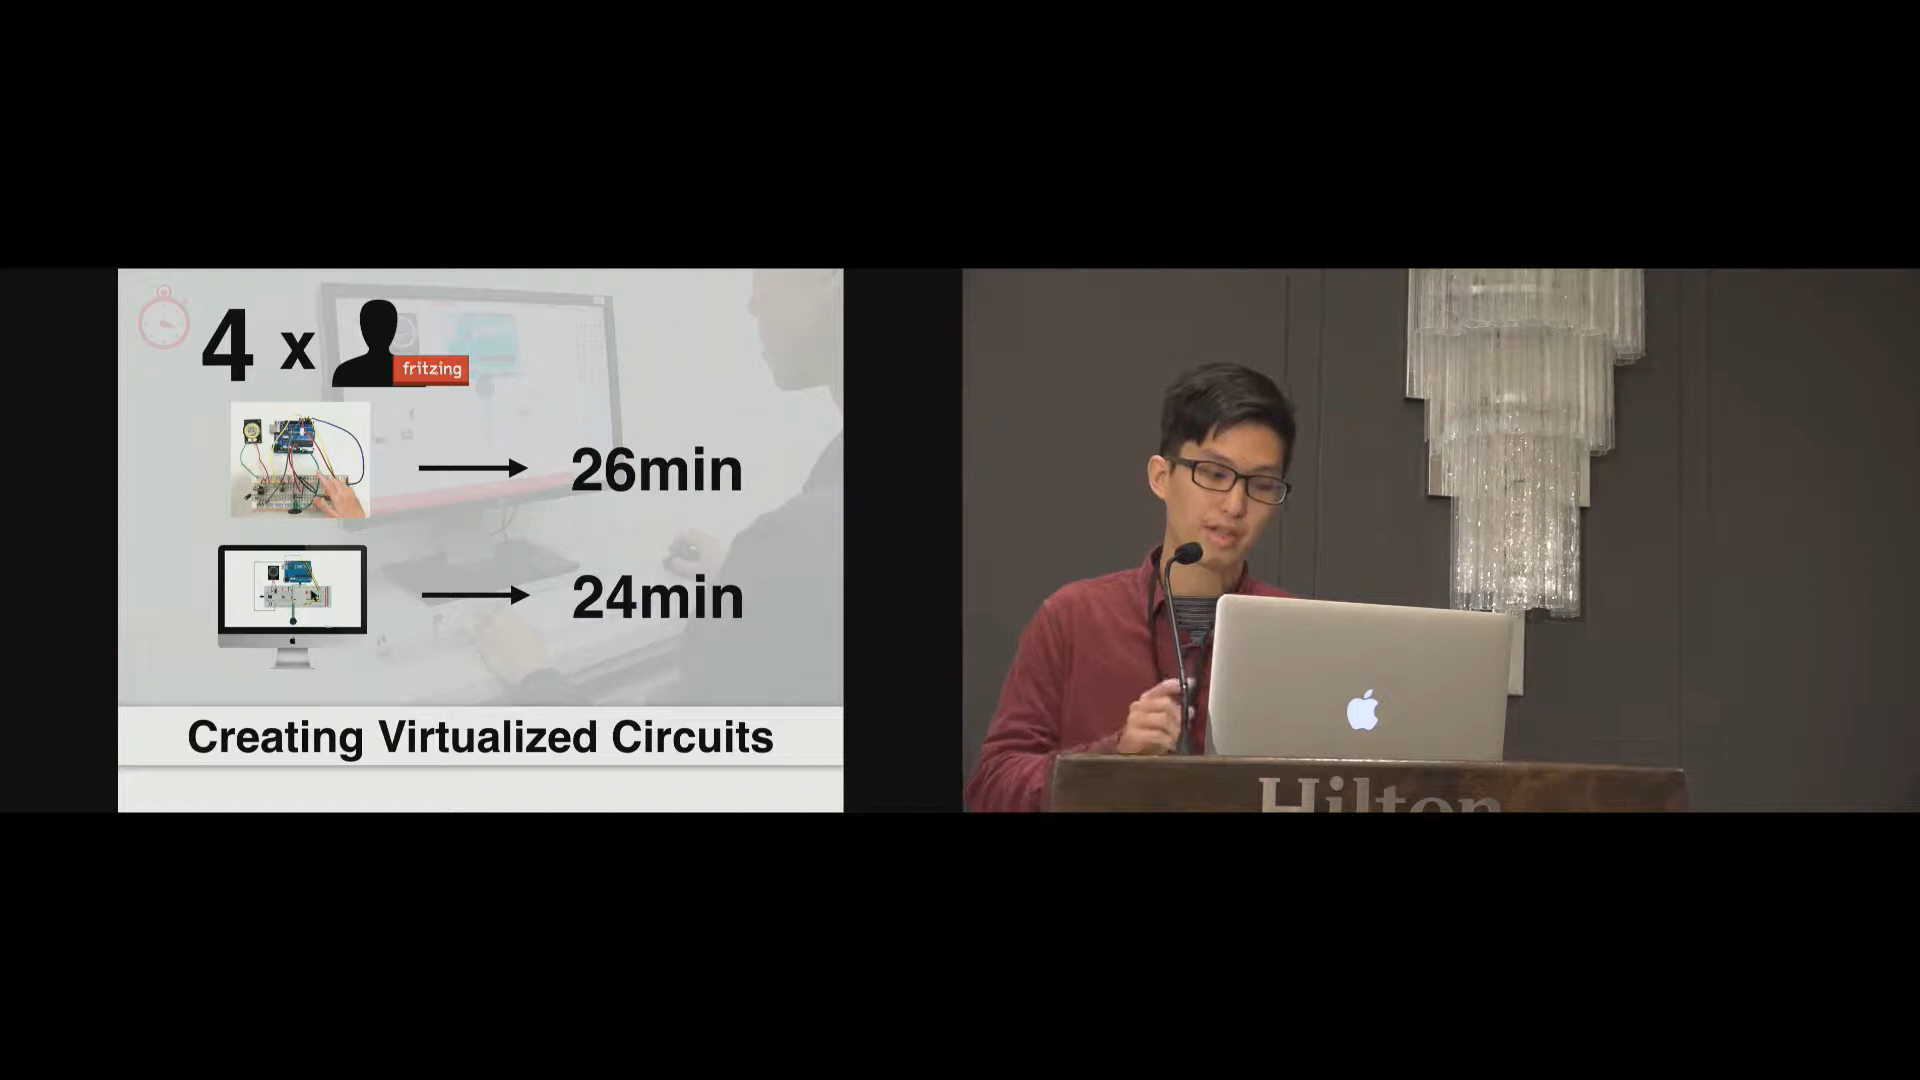 4 x
fritzing
26min
24min
Creating Virtualized Circuits
Hilton